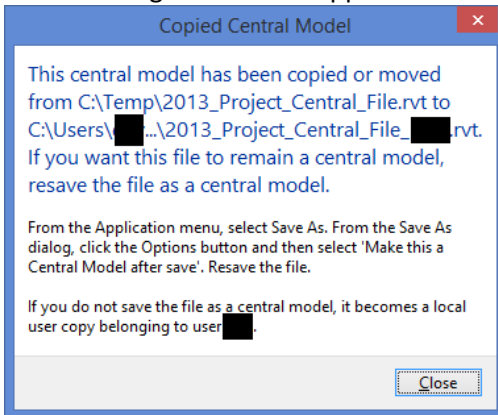 Copied Central Model
This central model has been copied or moved
from C:\Temp\2013_Project_Central_File.rvt to
C:\Users\ ...\2013_Project_Central_File_ .rvt.
If you want this file to remain a central model,
resave the file as a central model.
From the Application menu, select Save As. From the Save As
dialog, click the Options button and then select 'Make this a
Central Model after save'. Resave the file.
If you do not save the file as a central model, it becomes a local
user copy belonging to user .
Close